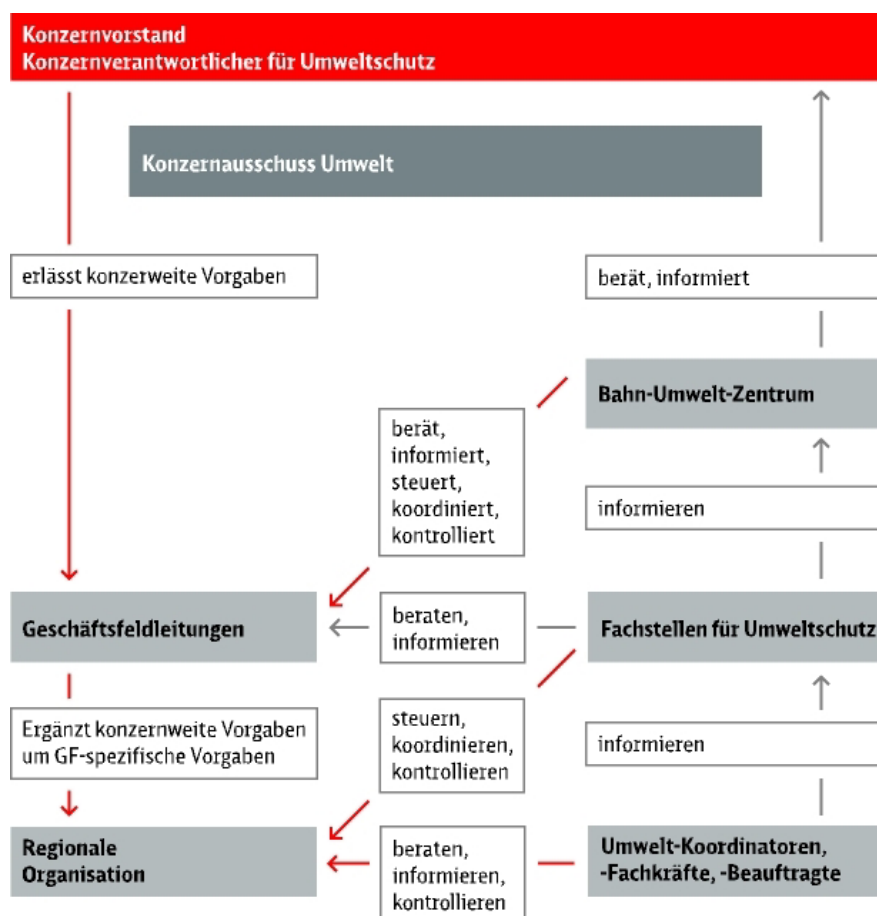 Konzernvorstand
Konzernverantwortlicher für Umweltschutz
Konzernausschuss Umwelt
erlässt konzerweite Vorgaben
berät, informiert
Bahn-Umwelt-Zentrum
berät,
informiert,
steuert,
koordiniert,
kontrolliert
informieren
Geschäftsfeldleitungen
beraten,
informieren
Fachstellen für Umweltschutz
Ergänzt konzernweite Vorgaben
um GF-spezifische Vorgaben
steuern,
koordinieren,
kontrollieren
informieren
Regionale
Organisation
beraten,
informieren,
kontrollieren
Umwelt-Koordinatoren,
-Fachkräfte, -Beauftragte